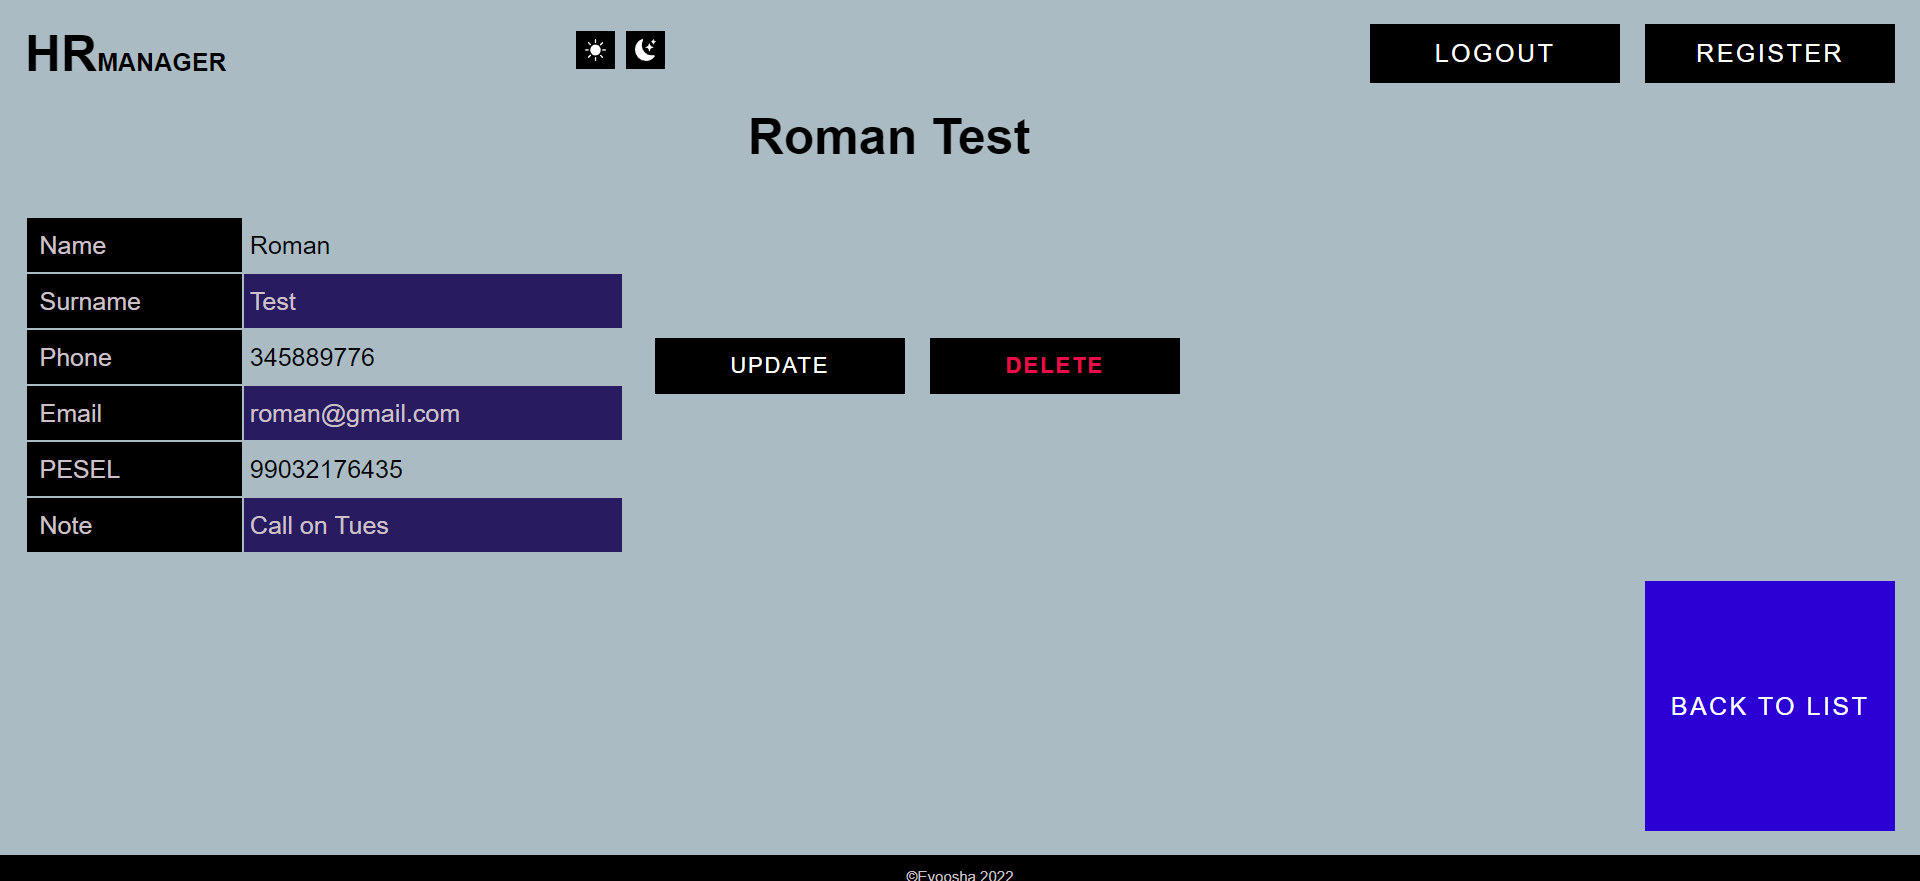 HRMANAGER
LOGOUT
REGISTER
Roman Test
Name Roman
Surname Test
Phone 345889776
Email roman@gmail.com
PESEL 99032176435
Note Call on Tues
UPDATE
DELETE
BACK TO LIST
©Evoosha 2022